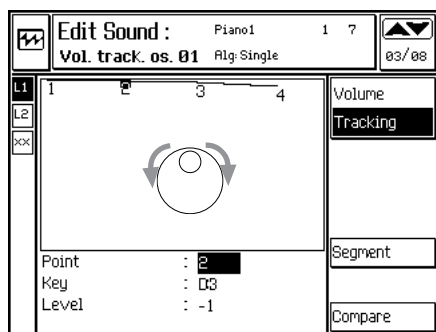 Edit Sound : Piano1 1 7
Vol. track. os. 01 Alg: Single 03/08
L1 1 2 3 4 Volume
L2 Tracking
xx
Segment
Point : 2
Key : D3
Level : -1
Compare